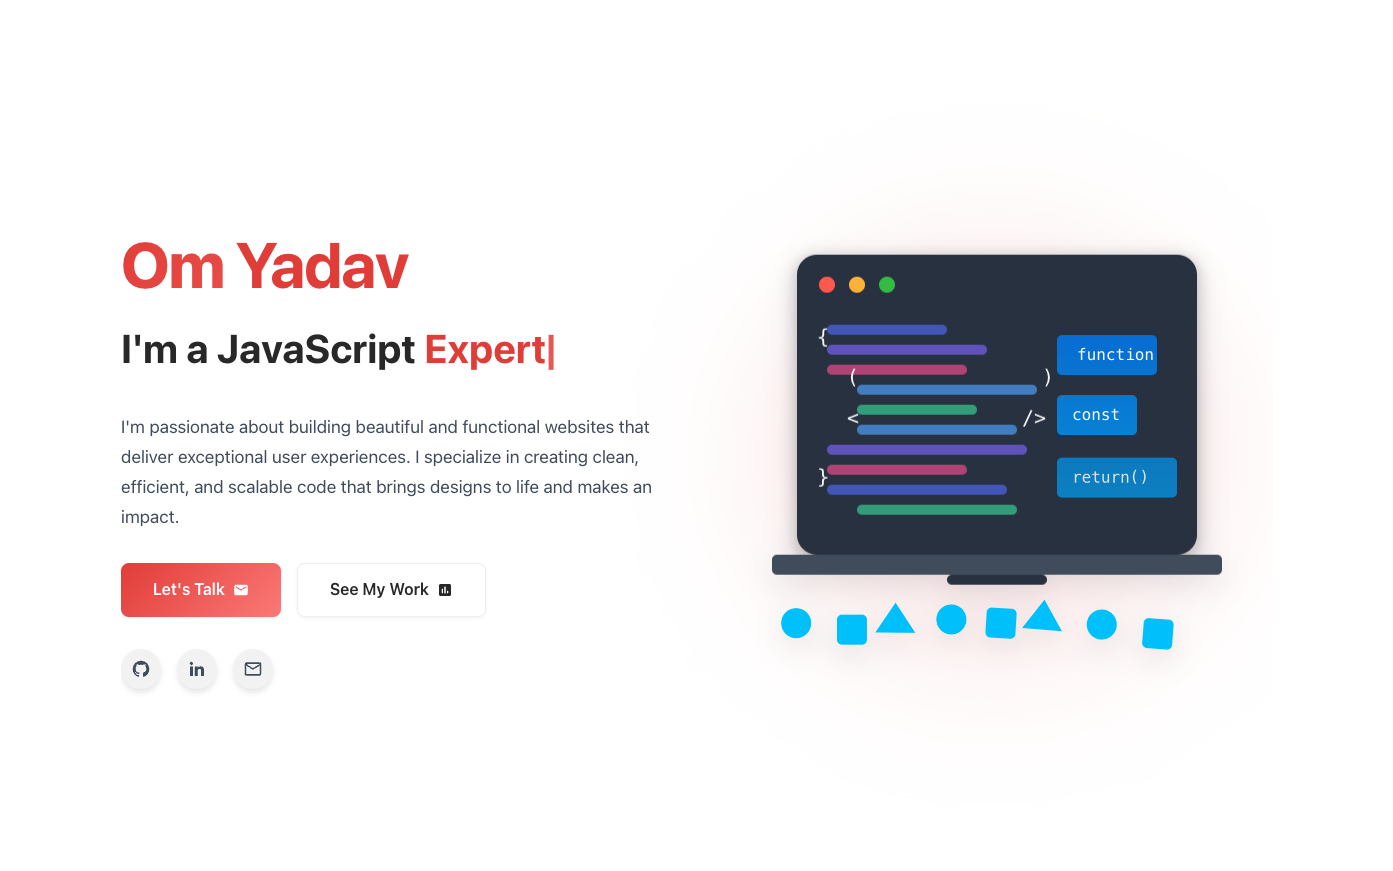 Om Yadav
I'm a JavaScript Expert|
I'm passionate about building beautiful and functional websites that
deliver exceptional user experiences. I specialize in creating clean,
efficient, and scalable code that brings designs to life and makes an
impact.
Let's Talk
See My Work
in
{
( )
< />
}
function
const
return()